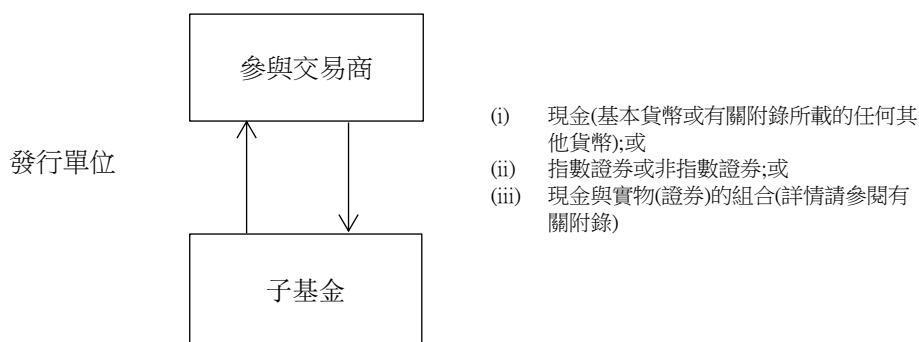 參與交易商
發行單位
(i) 現金(基本貨幣或有關附錄所載的任何其
他貨幣);或
(ii) 指數證券或非指數證券;或
(iii) 現金與實物(證券)的組合(詳情請參閱有
關附錄)
子基金